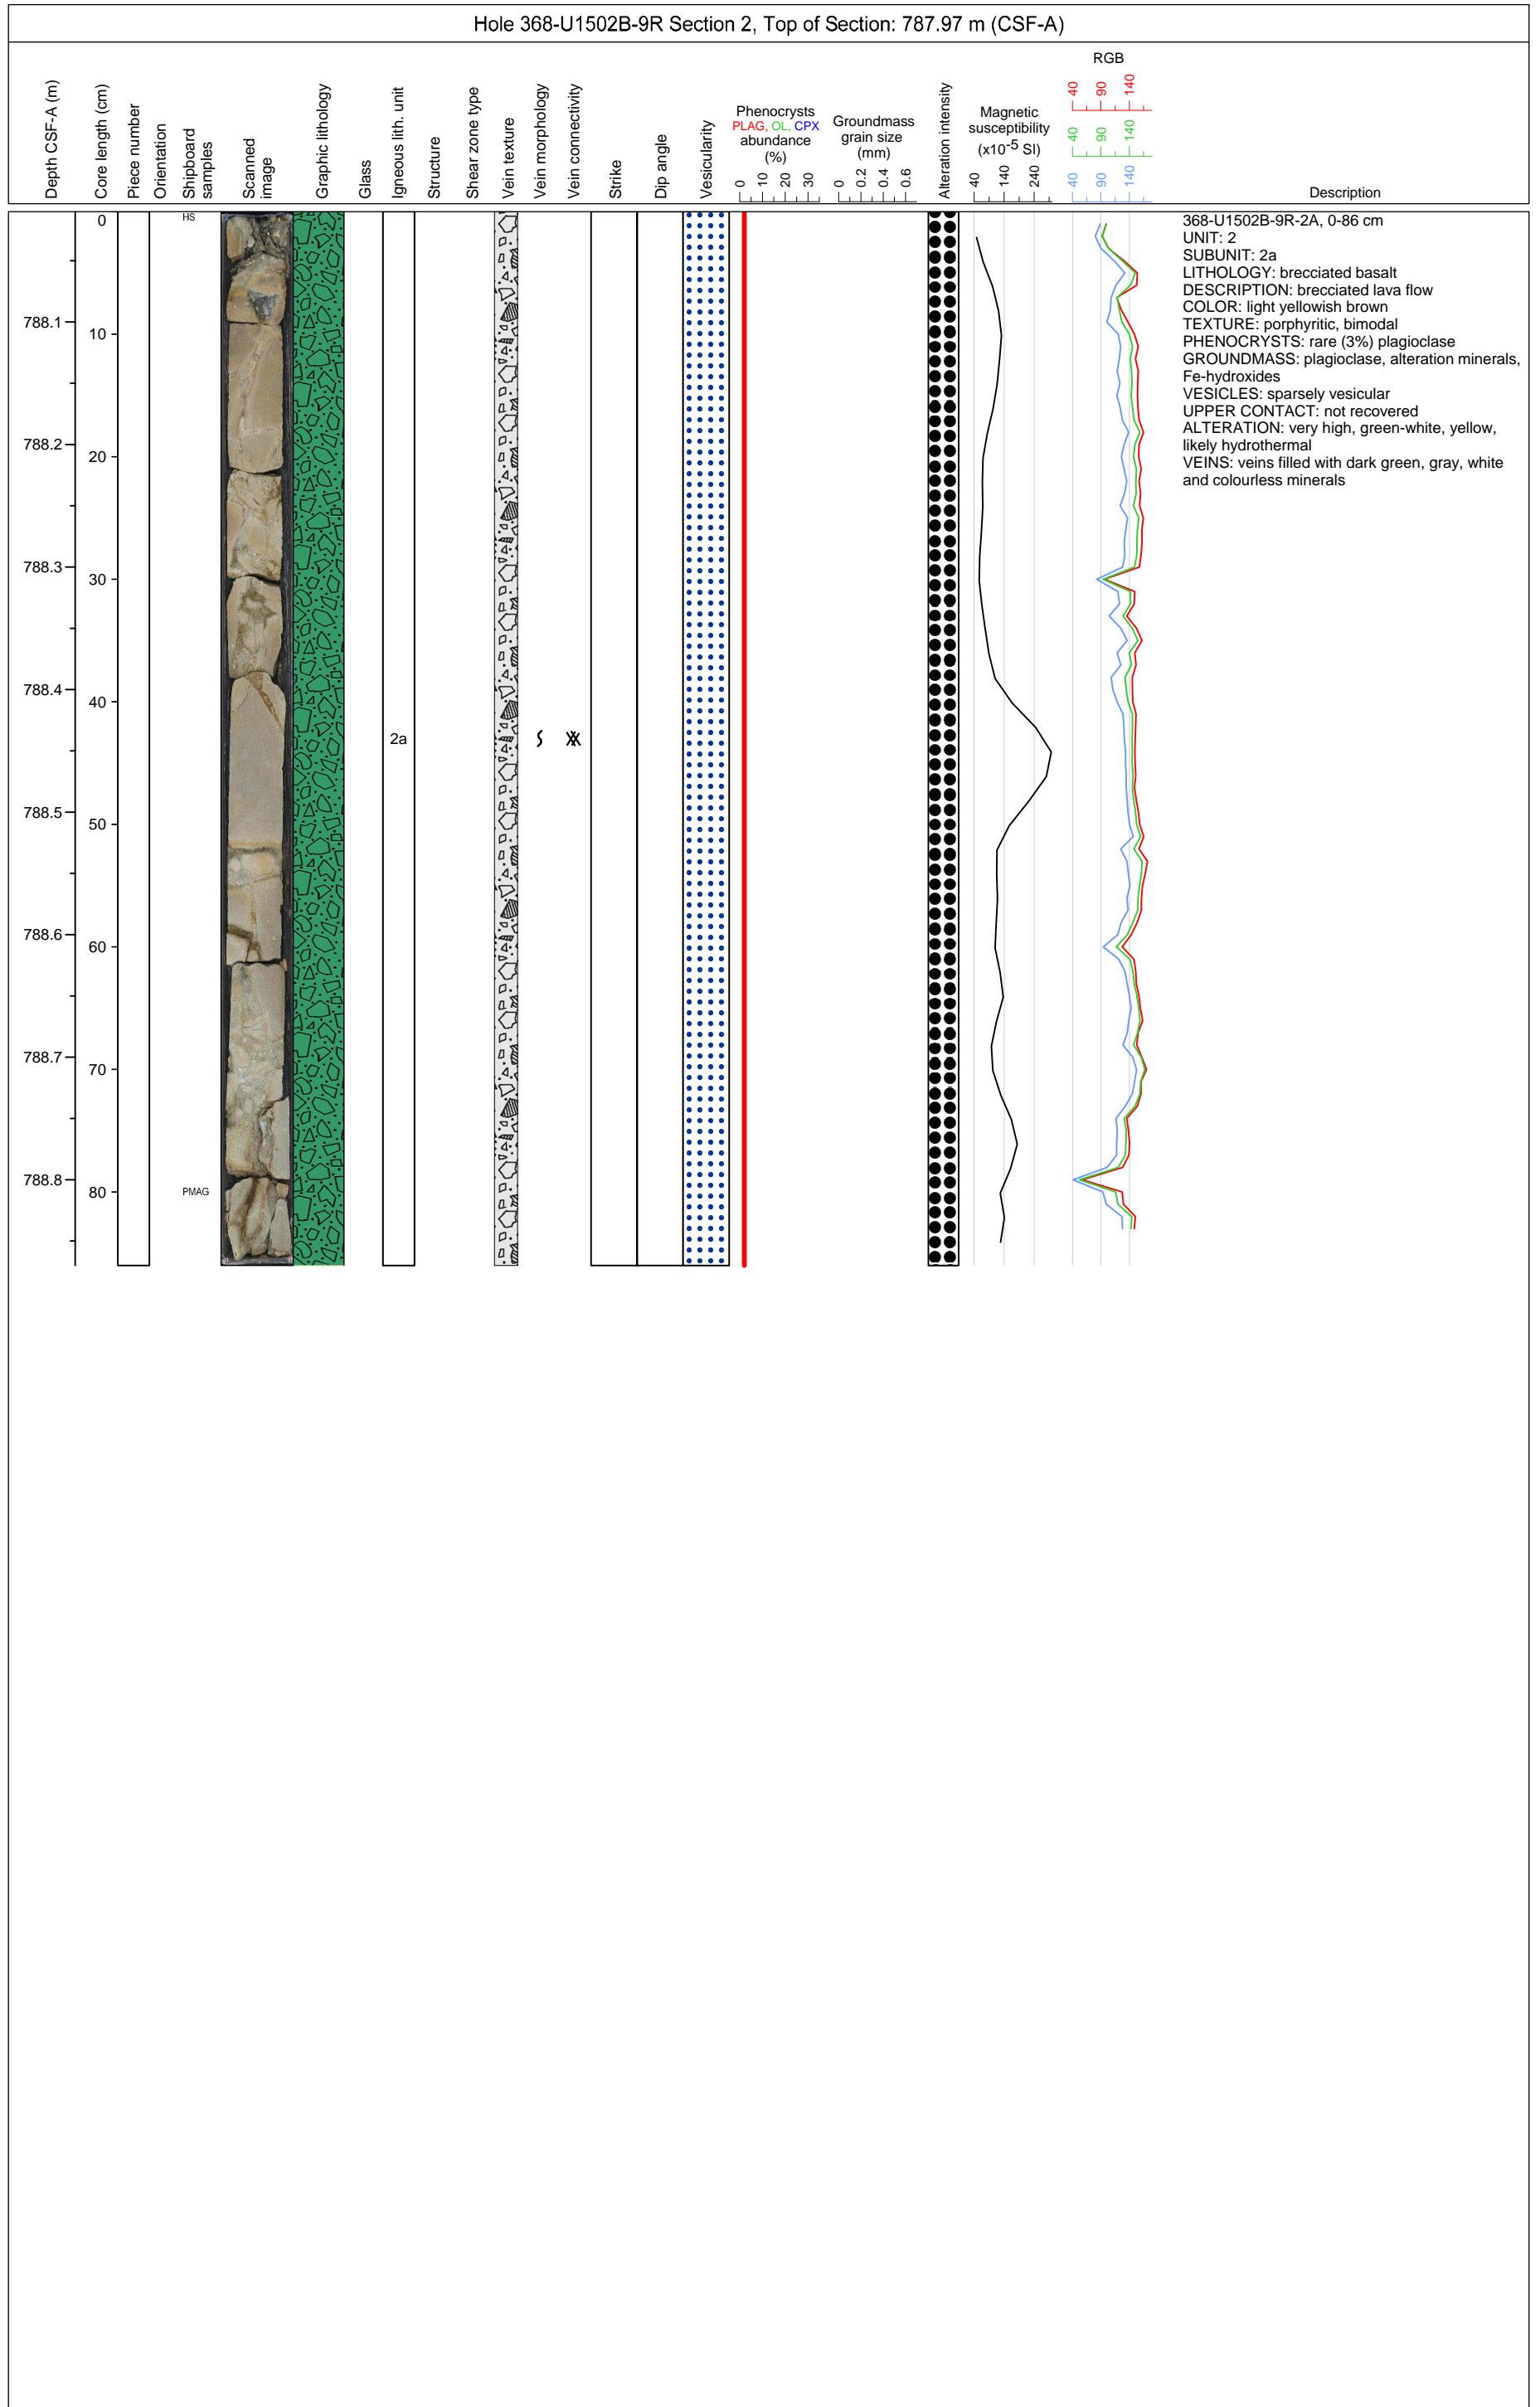 Hole 368-U1502B-9R Section 2, Top of Section: 787.97 m (CSF-A)
Depth CSF-A (m)
Core length (cm)
Piece number
Orientation
Shipboard
samples
Scanned
image
Graphic lithology
Glass
Igneous lith. unit
Structure
Shear zone type
Vein texture
Vein morphology
Vein connectivity
Strike
Dip angle
Vesicularity
Phenocrysts
PLAG, OL, CPX
abundance
(%)
0 10 20 30
Groundmass
grain size
(mm)
0 0.2 0.4 0.6
Alteration intensity
Magnetic
susceptibility
(x10-5 SI)
40 140 240
RGB
40 90 140
40 90 140
40 90 140
Description
0
HS
788.1
10
788.2
20
788.3
30
788.4
40
2a
788.5
50
788.6
60
788.7
70
788.8
80
PMAG
368-U1502B-9R-2A, 0-86 cm
UNIT: 2
SUBUNIT: 2a
LITHOLOGY: brecciated basalt
DESCRIPTION: brecciated lava flow
COLOR: light yellowish brown
TEXTURE: porphyritic, bimodal
PHENOCRYSTS: rare (3%) plagioclase
GROUNDMASS: plagioclase, alteration minerals,
Fe-hydroxides
VESICLES: sparsely vesicular
UPPER CONTACT: not recovered
ALTERATION: very high, green-white, yellow,
likely hydrothermal
VEINS: veins filled with dark green, gray, white
and colourless minerals